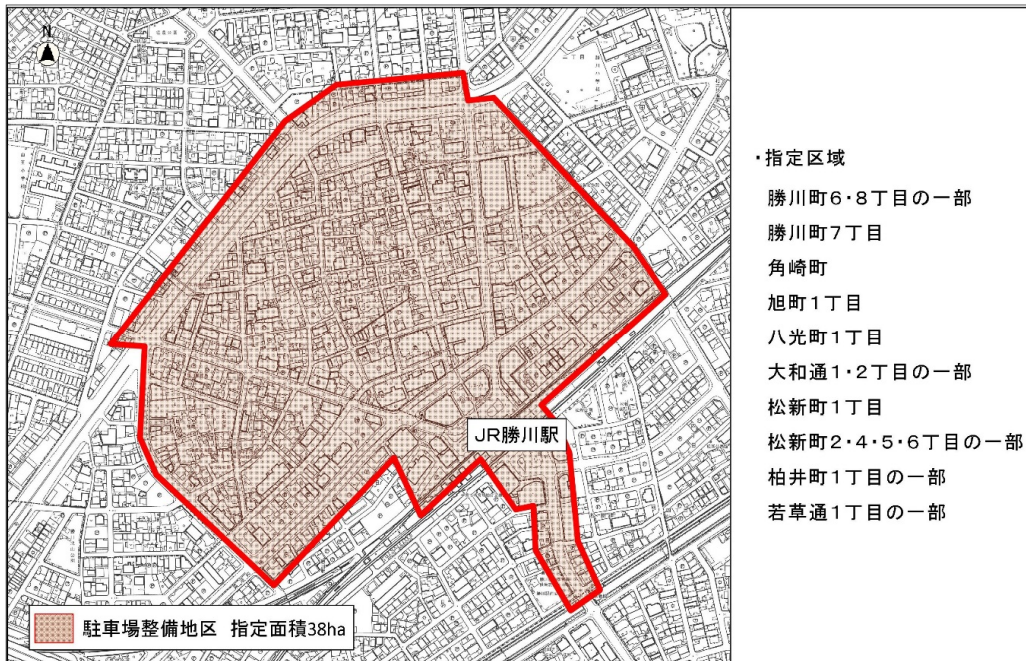 N
JR勝川駅
駐車場整備地区 指定面積38ha
・指定区域
勝川町6・8丁目の一部
勝川町7丁目
角崎町
旭町1丁目
八光町1丁目
大和通1・2丁目の一部
松新町1丁目
松新町2・4・5・6丁目の一部
柏井町1丁目の一部
若草通1丁目の一部